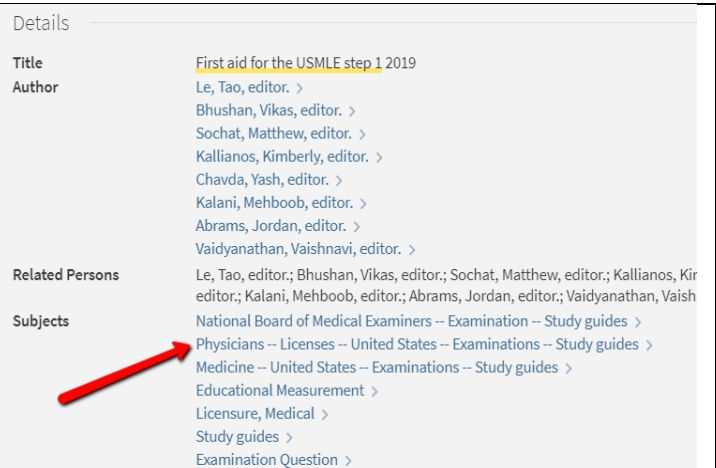 Details
Title First aid for the USMLE step 1 2019
Author Le, Tao, editor. >
Bhushan, Vikas, editor. >
Sochat, Matthew, editor. >
Kallianos, Kimberly, editor. >
Chavda, Yash, editor. >
Kalani, Mehboob, editor. >
Abrams, Jordan, editor. >
Vaidyanathan, Vaishnavi, editor. >
Related Persons Le, Tao, editor.; Bhushan, Vikas, editor.; Sochat, Matthew, editor.; Kallianos, Kir
editor.; Kalani, Mehboob, editor.; Abrams, Jordan, editor.; Vaidyanathan, Vaish
Subjects National Board of Medical Examiners -- Examination -- Study guides >
Physicians -- Licenses -- United States -- Examinations -- Study guides >
Medicine -- United States -- Examinations -- Study guides >
Educational Measurement >
Licensure, Medical >
Study guides >
Examination Question >